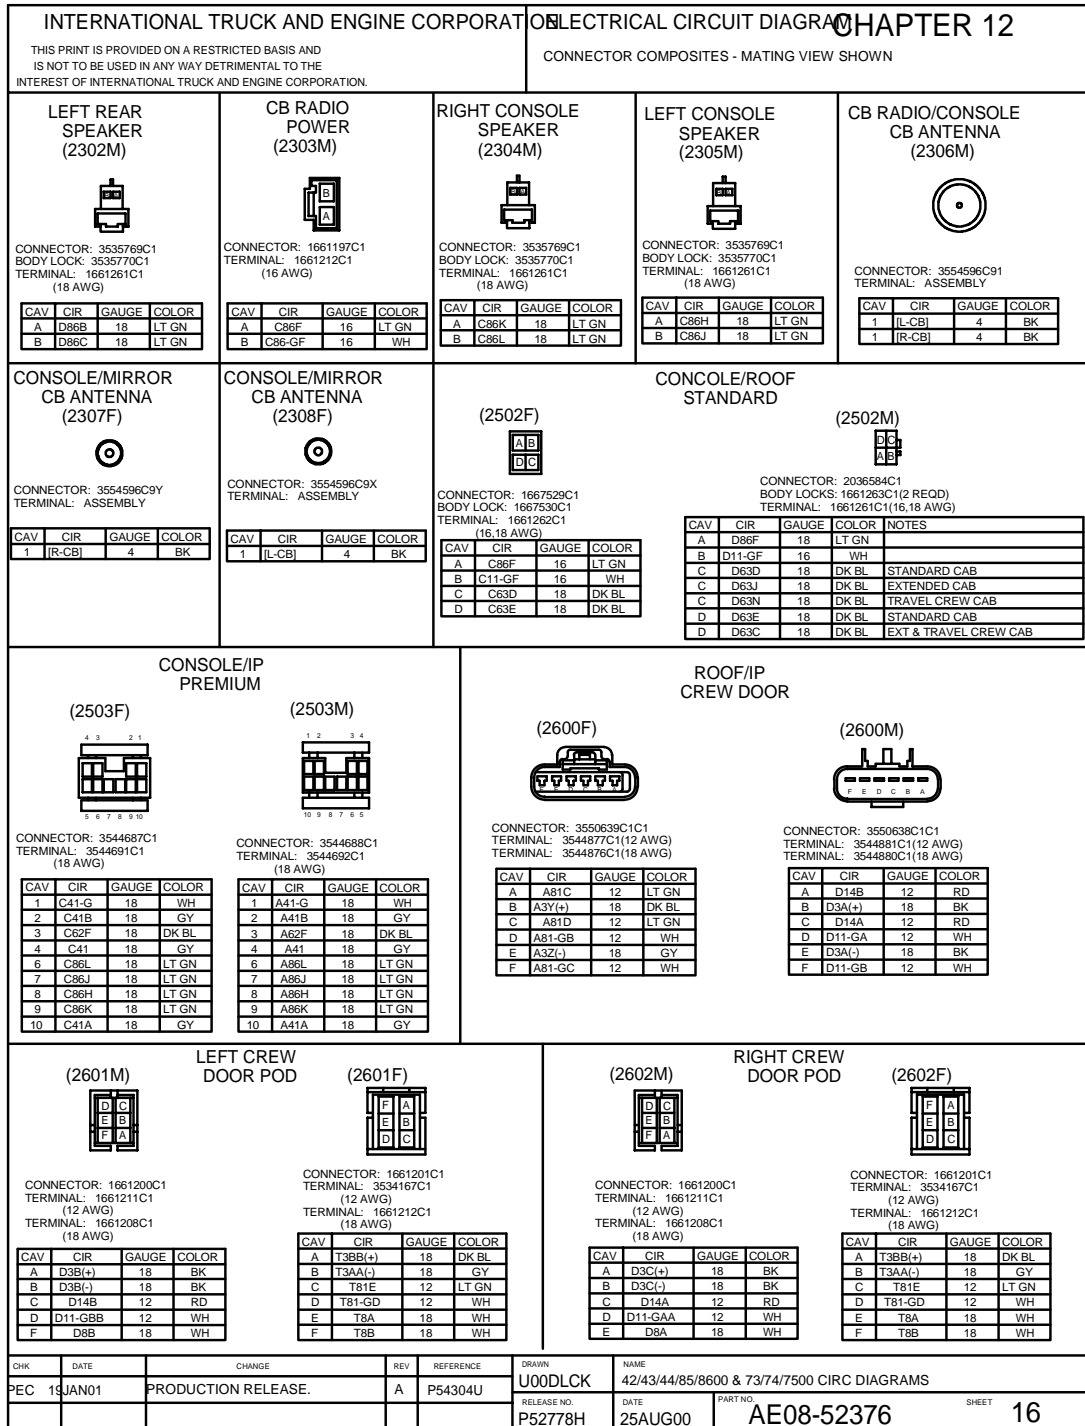 INTERNATIONAL TRUCK AND ENGINE CORPORATION
ELECTRICAL CIRCUIT DIAGRAM
CHAPTER 12
THIS PRINT IS PROVIDED ON A RESTRICTED BASIS AND
IS NOT TO BE USED IN ANY WAY DETRIMENTAL TO THE
INTEREST OF INTERNATIONAL TRUCK AND ENGINE CORPORATION.
CONNECTOR COMPOSITES - MATING VIEW SHOWN
LEFT REAR
SPEAKER
(2302M)
CONNECTOR: 3535769C1
BODY LOCK: 3535770C1
TERMINAL: 1661261C1
(18 AWG)
CAV CIR GAUGE COLOR
A D86B 18 LT GN
B D86C 18 LT GN
CB RADIO
POWER
(2303M)
B
A
CONNECTOR: 1661197C1
TERMINAL: 1661212C1
(16 AWG)
CAV CIR GAUGE COLOR
A C86F 16 LT GN
B C86-GF 16 WH
RIGHT CONSOLE
SPEAKER
(2304M)
CONNECTOR: 3535769C1
BODY LOCK: 3535770C1
TERMINAL: 1661261C1
(18 AWG)
CAV CIR GAUGE COLOR
A C86K 18 LT GN
B C86L 18 LT GN
LEFT CONSOLE
SPEAKER
(2305M)
CONNECTOR: 3535769C1
BODY LOCK: 3535770C1
TERMINAL: 1661261C1
(18 AWG)
CAV CIR GAUGE COLOR
A C86H 18 LT GN
B C86J 18 LT GN
CB RADIO/CONSOLE
CB ANTENNA
(2306M)
CONNECTOR: 3554596C91
TERMINAL: ASSEMBLY
CAV CIR GAUGE COLOR
1 [L-CB] 4 BK
1 [R-CB] 4 BK
CONSOLE/MIRROR
CB ANTENNA
(2307F)
CONNECTOR: 3554596C9Y
TERMINAL: ASSEMBLY
CAV CIR GAUGE COLOR
1 [R-CB] 4 BK
CONSOLE/MIRROR
CB ANTENNA
(2308F)
CONNECTOR: 3554596C9X
TERMINAL: ASSEMBLY
CAV CIR GAUGE COLOR
1 [L-CB] 4 BK
CONCOLE/ROOF
STANDARD
(2502F)
A B
D C
CONNECTOR: 1667529C1
BODY LOCK: 1667530C1
TERMINAL: 1661262C1
(16,18 AWG)
CAV CIR GAUGE COLOR
A C86F 16 LT GN
B C11-GF 16 WH
C C63D 18 DK BL
D C63E 18 DK BL
(2502M)
D C
A B
CONNECTOR: 2036584C1
BODY LOCKS: 1661263C1(2 REQD)
TERMINAL: 1661261C1(16,18 AWG)
CAV CIR GAUGE COLOR NOTES
A D86F 18 LT GN
B D11-GF 16 WH
C D63D 18 DK BL STANDARD CAB
C D63J 18 DK BL EXTENDED CAB
C D63N 18 DK BL TRAVEL CREW CAB
D D63E 18 DK BL STANDARD CAB
D D63C 18 DK BL EXT & TRAVEL CREW CAB
CONSOLE/IP
PREMIUM
(2503F)
4 3 2 1
5 6 7 8 9 10
CONNECTOR: 3544687C1
TERMINAL: 3544691C1
(18 AWG)
CAV CIR GAUGE COLOR
1 C41-G 18 WH
2 C41B 18 GY
3 C62F 18 DK BL
4 C41 18 GY
6 C86L 18 LT GN
7 C86J 18 LT GN
8 C86H 18 LT GN
9 C86K 18 LT GN
10 C41A 18 GY
(2503M)
1 2 3 4
10 9 8 7 6 5
CONNECTOR: 3544688C1
TERMINAL: 3544692C1
(18 AWG)
CAV CIR GAUGE COLOR
1 A41-G 18 WH
2 A41B 18 GY
3 A62F 18 DK BL
4 A41 18 GY
6 A86L 18 LT GN
7 A86J 18 LT GN
8 A86H 18 LT GN
9 A86K 18 LT GN
10 A41A 18 GY
ROOF/IP
CREW DOOR
(2600F)
CONNECTOR: 3550639C1C1
TERMINAL: 3544877C1(12 AWG)
TERMINAL: 3544876C1(18 AWG)
CAV CIR GAUGE COLOR
A A81C 12 LT GN
B A3Y(+) 18 DK BL
C A81D 12 LT GN
D A81-GB 12 WH
E A3Z(-) 18 GY
F A81-GC 12 WH
(2600M)
F E D C B A
CONNECTOR: 3550638C1C1
TERMINAL: 3544881C1(12 AWG)
TERMINAL: 3544880C1(18 AWG)
CAV CIR GAUGE COLOR
A D14B 12 RD
B D3A(+) 18 BK
C D14A 12 RD
D D11-GA 12 WH
E D3A(-) 18 BK
F D11-GB 12 WH
LEFT CREW
DOOR POD
(2601M)
D C
E B
F A
CONNECTOR: 1661200C1
TERMINAL: 1661211C1
(12 AWG)
TERMINAL: 1661208C1
(18 AWG)
CAV CIR GAUGE COLOR
A D3B(+) 18 BK
B D3B(-) 18 BK
C D14B 12 RD
D D11-GBB 12 WH
F D8B 18 WH
(2601F)
F A
E B
D C
CONNECTOR: 1661201C1
TERMINAL: 3534167C1
(12 AWG)
TERMINAL: 1661212C1
(18 AWG)
CAV CIR GAUGE COLOR
A T3BB(+) 18 DK BL
B T3AA(-) 18 GY
C T81E 12 LT GN
D T81-GD 12 WH
E T8A 18 WH
F T8B 18 WH
RIGHT CREW
DOOR POD
(2602M)
D C
E B
F A
CONNECTOR: 1661200C1
TERMINAL: 1661211C1
(12 AWG)
TERMINAL: 1661208C1
(18 AWG)
CAV CIR GAUGE COLOR
A D3C(+) 18 BK
B D3C(-) 18 BK
C D14A 12 RD
D D11-GAA 12 WH
E D8A 18 WH
(2602F)
F A
E B
D C
CONNECTOR: 1661201C1
TERMINAL: 3534167C1
(12 AWG)
TERMINAL: 1661212C1
(18 AWG)
CAV CIR GAUGE COLOR
A T3BB(+) 18 DK BL
B T3AA(-) 18 GY
C T81E 12 LT GN
D T81-GD 12 WH
E T8A 18 WH
F T8B 18 WH
CHK DATE CHANGE REV REFERENCE
PEC 19JAN01 PRODUCTION RELEASE. A P54304U
DRAWN
U00DLCK
NAME
42/43/44/85/8600 & 73/74/7500 CIRC DIAGRAMS
RELEASE NO.
P52778H
DATE
25AUG00
PART NO.
AE08-52376
SHEET 16